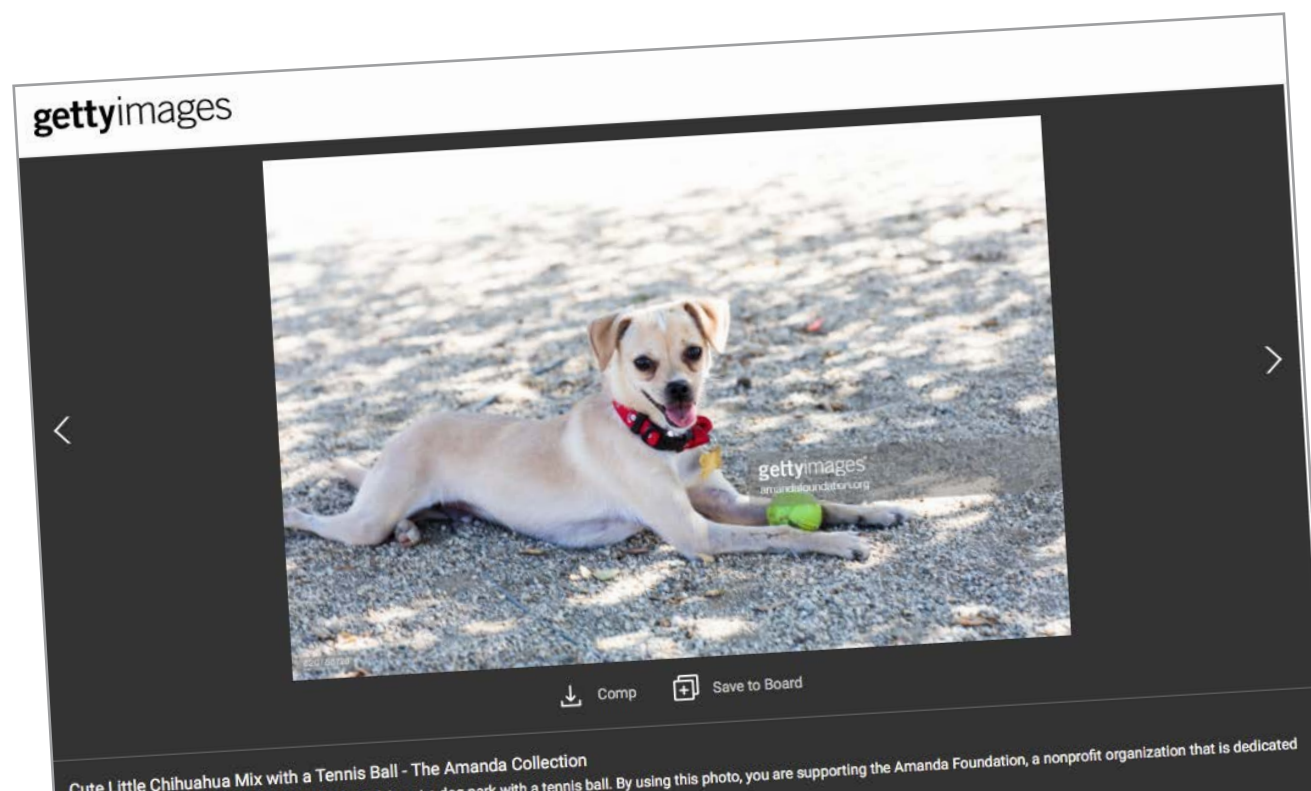 gettyimages
gettyimages
amandafoundation.org
Comp
Save to Board
Cute Little Chihuahua Mix with a Tennis Ball - The Amanda Collection
park with a tennis ball. By using this photo, you are supporting the Amanda Foundation, a nonprofit organization that is dedicated